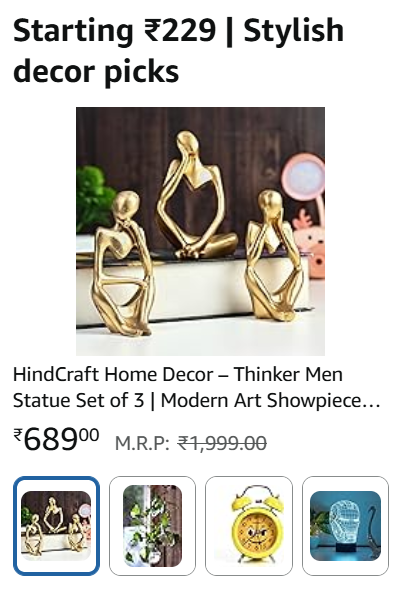 Starting ₹229 | Stylish
decor picks
HindCraft Home Decor – Thinker Men
Statue Set of 3 | Modern Art Showpiece…
₹68900 M.R.P: ₹1,999.00